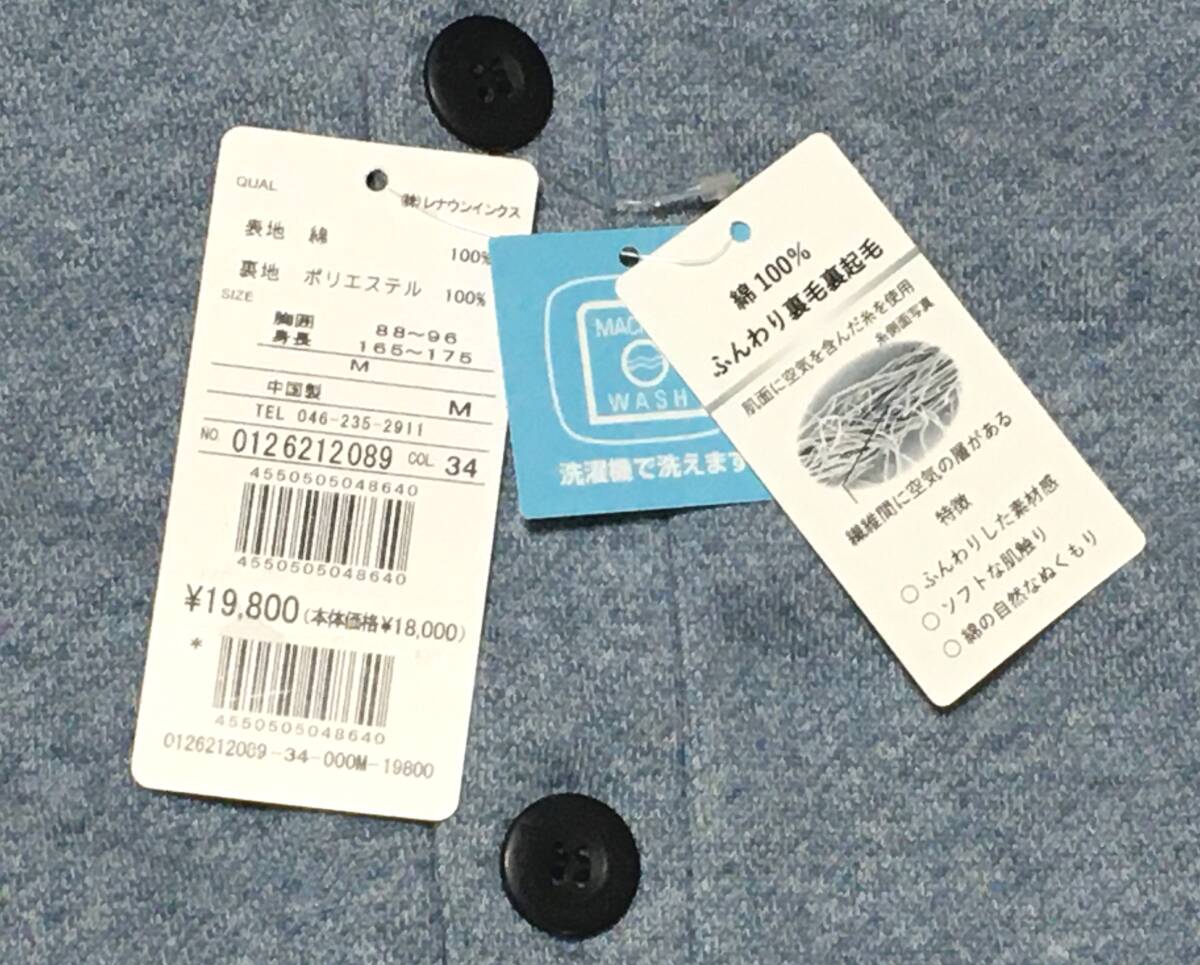 QUAL
㈱レナウンインクス
表地 綿 100%
裏地 ポリエステル 100%
SIZE
胸囲 88~96
身長 165~175
M
中国製 M
TEL 046-235-2911
NO. 0126212089 COL. 34
4550505048640
4550505048640
¥19,800(本体価格¥18,000)
*
4550505048640
0126212089-34-000M-19800
MAC
WASH
洗濯機で洗えます
綿100%
ふんわり裏毛裏起毛
肌面に空気を含んだ糸を使用
糸側面写真
繊維間に空気の層がある
特徴
○ ふんわりした素材感
○ ソフトな肌触り
○ 綿の自然なぬくもり